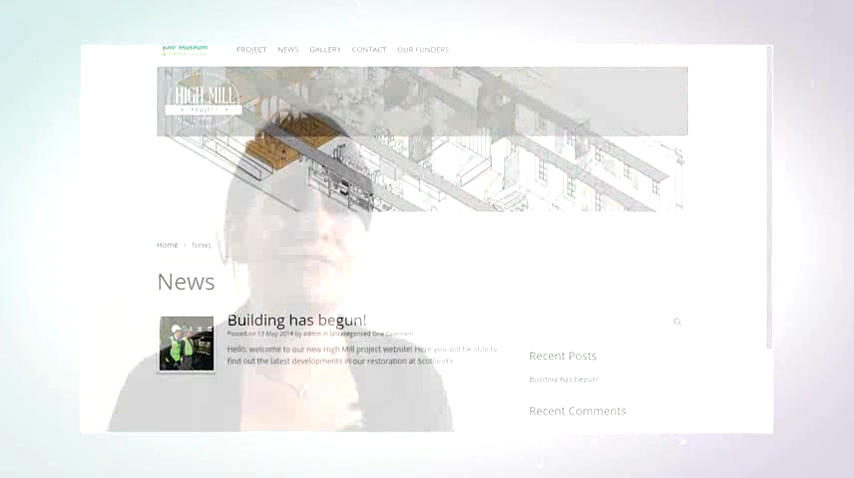 Jute Museum
PROJECT NEWS GALLERY CONTACT OUR FUNDERS
HIGH MILL
PROJECT
Home › News
News
Building has begun!
Posted on 13 May 2014 by admin in Uncategorized One Comment
Hello, welcome to our new High Mill project website! Here you will be able to
find out the latest developments in our restoration at Scotland's
Recent Posts
Building has begun!
Recent Comments